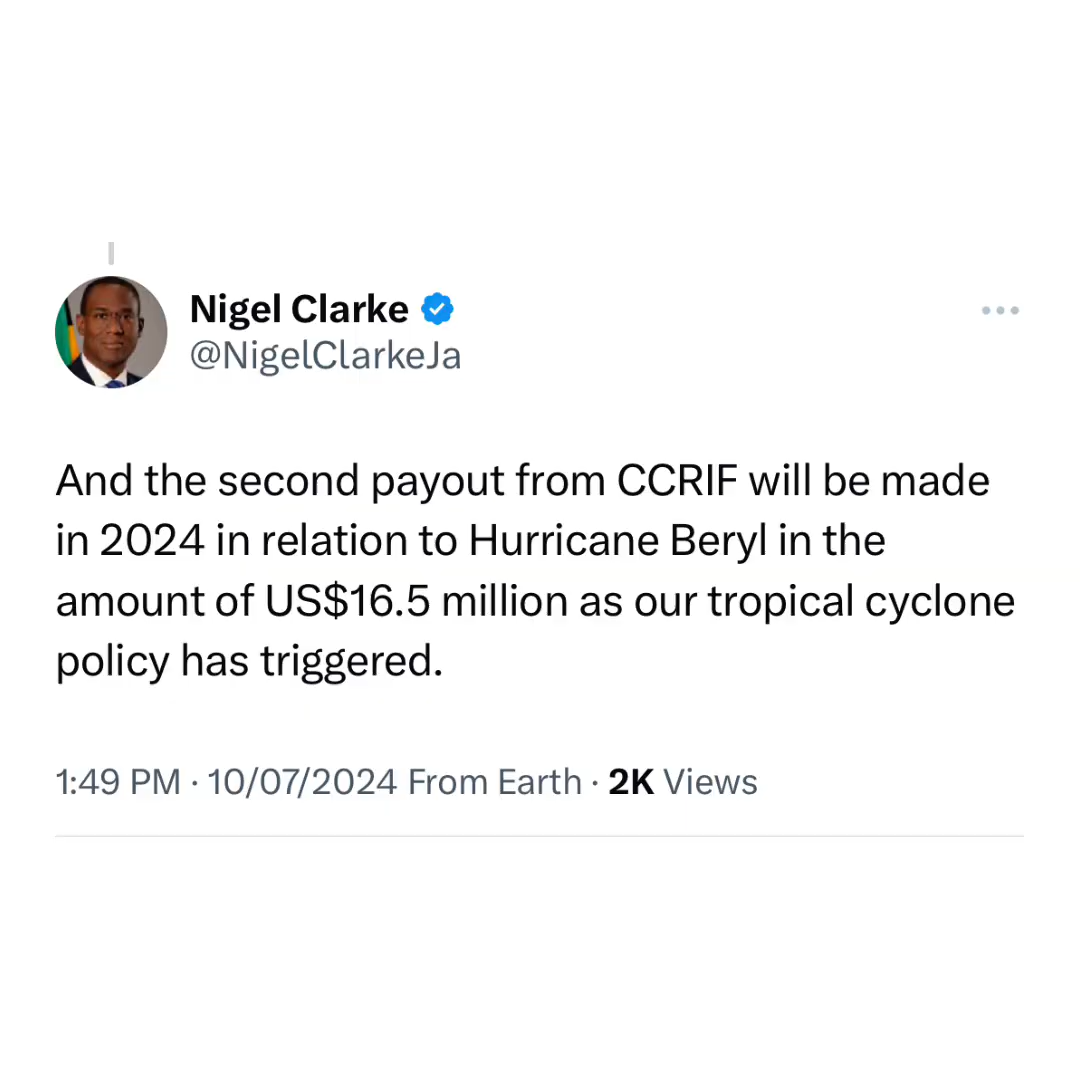 Nigel Clarke
@NigelClarkeJa
And the second payout from CCRIF will be made
in 2024 in relation to Hurricane Beryl in the
amount of US$16.5 million as our tropical cyclone
policy has triggered.
1:49 PM · 10/07/2024 From Earth · 2K Views